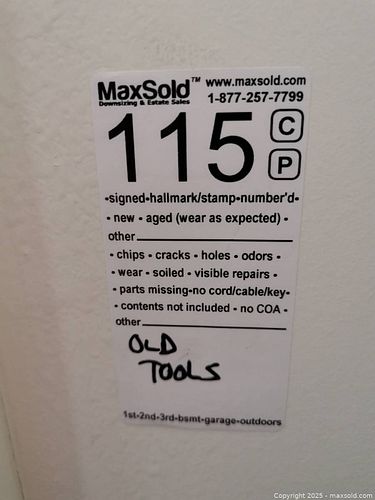 MaxSold™ www.maxsold.com
Downsizing & Estate Sales 1-877-257-7799
115 C
P
-signed-hallmark/stamp-number'd-
- new - aged (wear as expected) -
other
- chips - cracks - holes - odors -
- wear - soiled - visible repairs -
- parts missing-no cord/cable/key-
- contents not included - no COA -
other
OLD
TOOLS
1st-2nd-3rd-bsmt-garage-outdoors
Copyright 2025 - maxsold.com